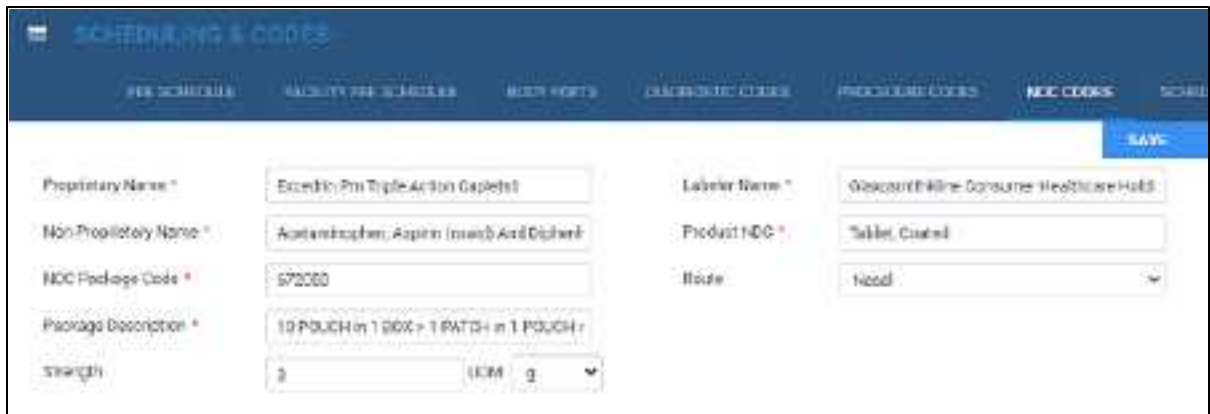 SCHEDULING & CODES
PRE SCHEDULE FACILITY PRE SCHEDULE BODY PARTS DIAGNOSTIC CODES PROCEDURE CODES NDC CODES
SAVE
Proprietary Name * Excedrin Pm Triple Action Caplets Labeler Name * Glaxosmithkline Consumer Healthcare Holdi
Non Proprietary Name * Acetaminophen, Aspirin (nsaid) And Diphenh Product NDC * Tablet, Coated
NDC Package Code * Route Nasal
Package Description * 10 POUCH in 1 BOX > 1 PATCH in 1 POUCH
Strength 3 UOM g